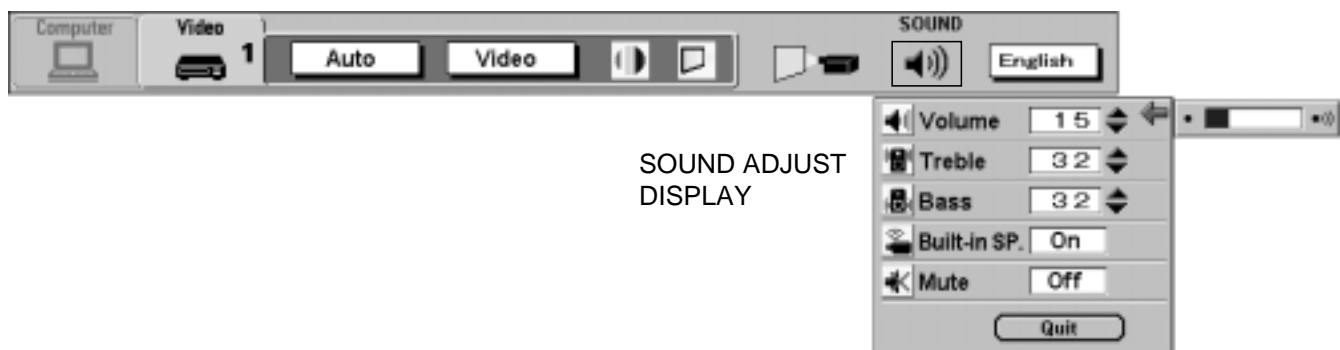 Computer
Video
1
Auto
Video
SOUND
English
SOUND ADJUST
DISPLAY
Volume 15
Treble 32
Bass 32
Built-in SP. On
Mute Off
Quit